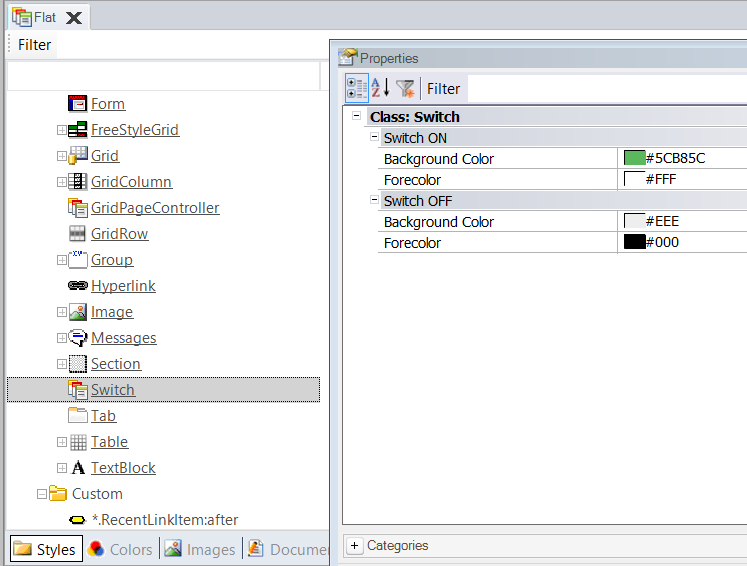 Flat
Filter
Form
FreeStyleGrid
Grid
GridColumn
GridPageController
GridRow
Group
Hyperlink
Image
Messages
Section
Switch
Tab
Table
TextBlock
Custom
*.RecentLinkItem:after
Styles
Colors
Images
Documen
Properties
Filter
Class: Switch
Switch ON
Background Color #5CB85C
Forecolor #FFF
Switch OFF
Background Color #EEE
Forecolor #000
Categories